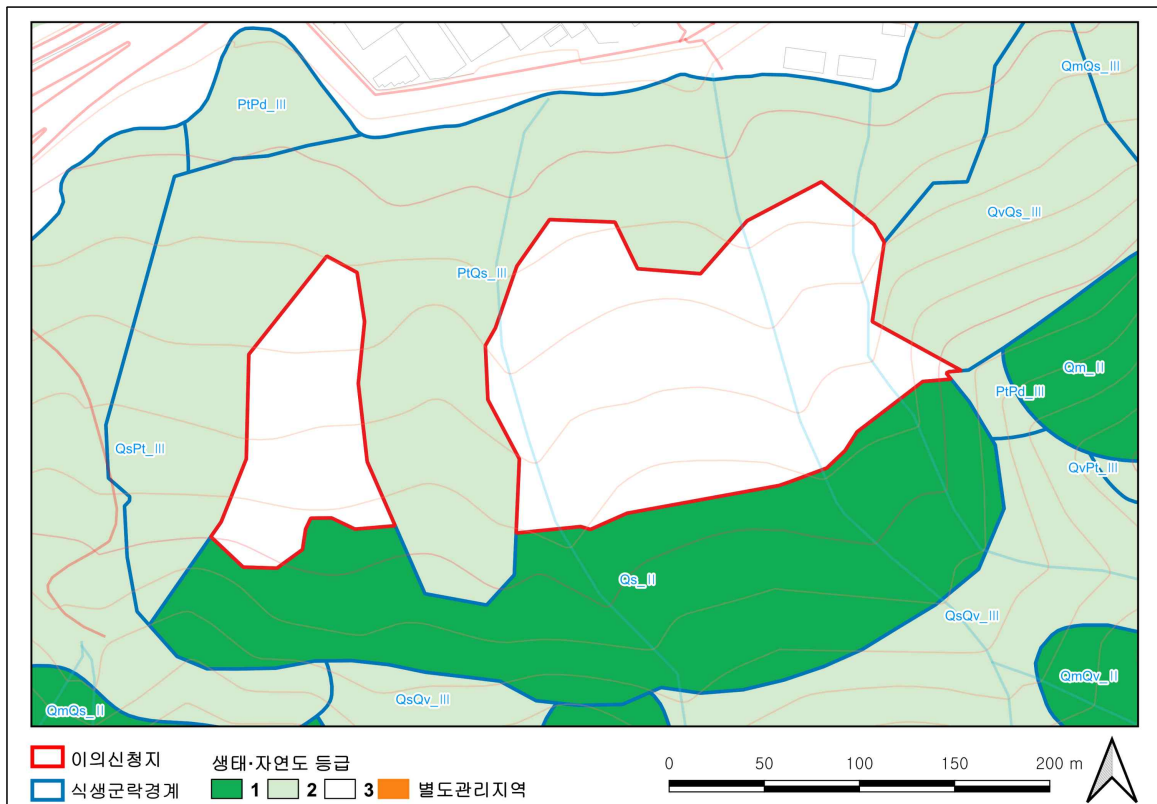 QmQs_III
PtPd_III
QvQs_III
PtQs_III
Qm_II
PtPd_III
QsPt_III
QvPt_III
Qs_II
QsQv_III
QmQv_II
QsQv_III
QmQs_II
이의신청지
생태·자연도 등급
0 50 100 150 200 m
식생군락경계
1 2 3 별도관리지역